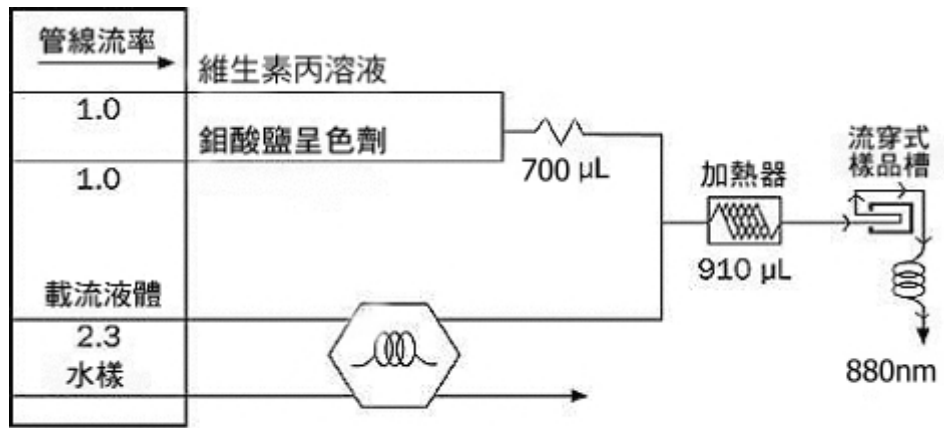 管線流率
維生素丙溶液
1.0
鉬酸鹽呈色劑
1.0
700 μL
加熱器
910 μL
流穿式
樣品槽
載流液體
2.3
水樣
880nm